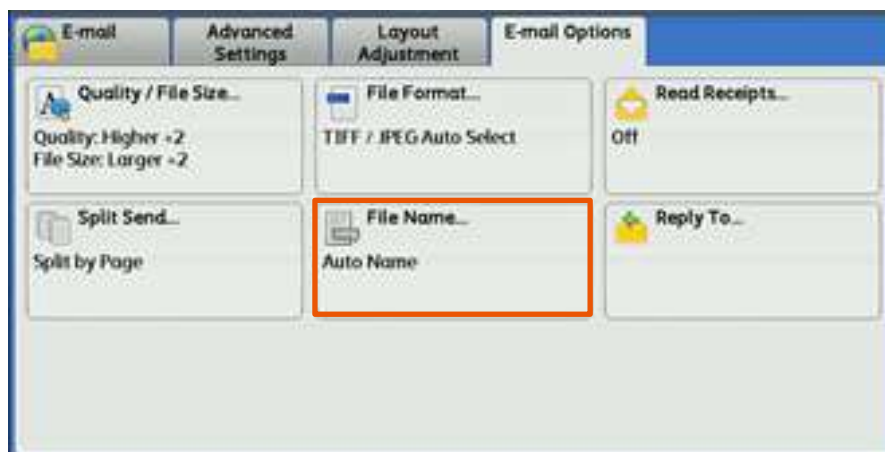 E-mail
Advanced
Settings
Layout
Adjustment
E-mail Options
Quality / File Size...
Quality: Higher +2
File Size: Larger +2
File Format...
TIFF / JPEG Auto Select
Read Receipts...
Off
Split Send...
Split by Page
File Name...
Auto Name
Reply To...